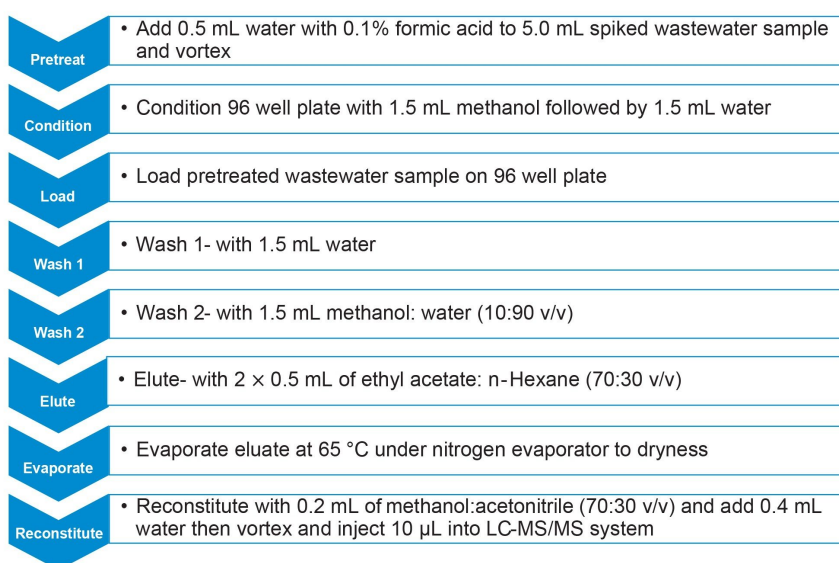 Pretreat
• Add 0.5 mL water with 0.1% formic acid to 5.0 mL spiked wastewater sample
and vortex
Condition
• Condition 96 well plate with 1.5 mL methanol followed by 1.5 mL water
Load
• Load pretreated wastewater sample on 96 well plate
Wash 1
• Wash 1- with 1.5 mL water
Wash 2
• Wash 2- with 1.5 mL methanol: water (10:90 v/v)
Elute
• Elute- with 2 × 0.5 mL of ethyl acetate: n-Hexane (70:30 v/v)
Evaporate
• Evaporate eluate at 65 °C under nitrogen evaporator to dryness
Reconstitute
• Reconstitute with 0.2 mL of methanol:acetonitrile (70:30 v/v) and add 0.4 mL
water then vortex and inject 10 µL into LC-MS/MS system